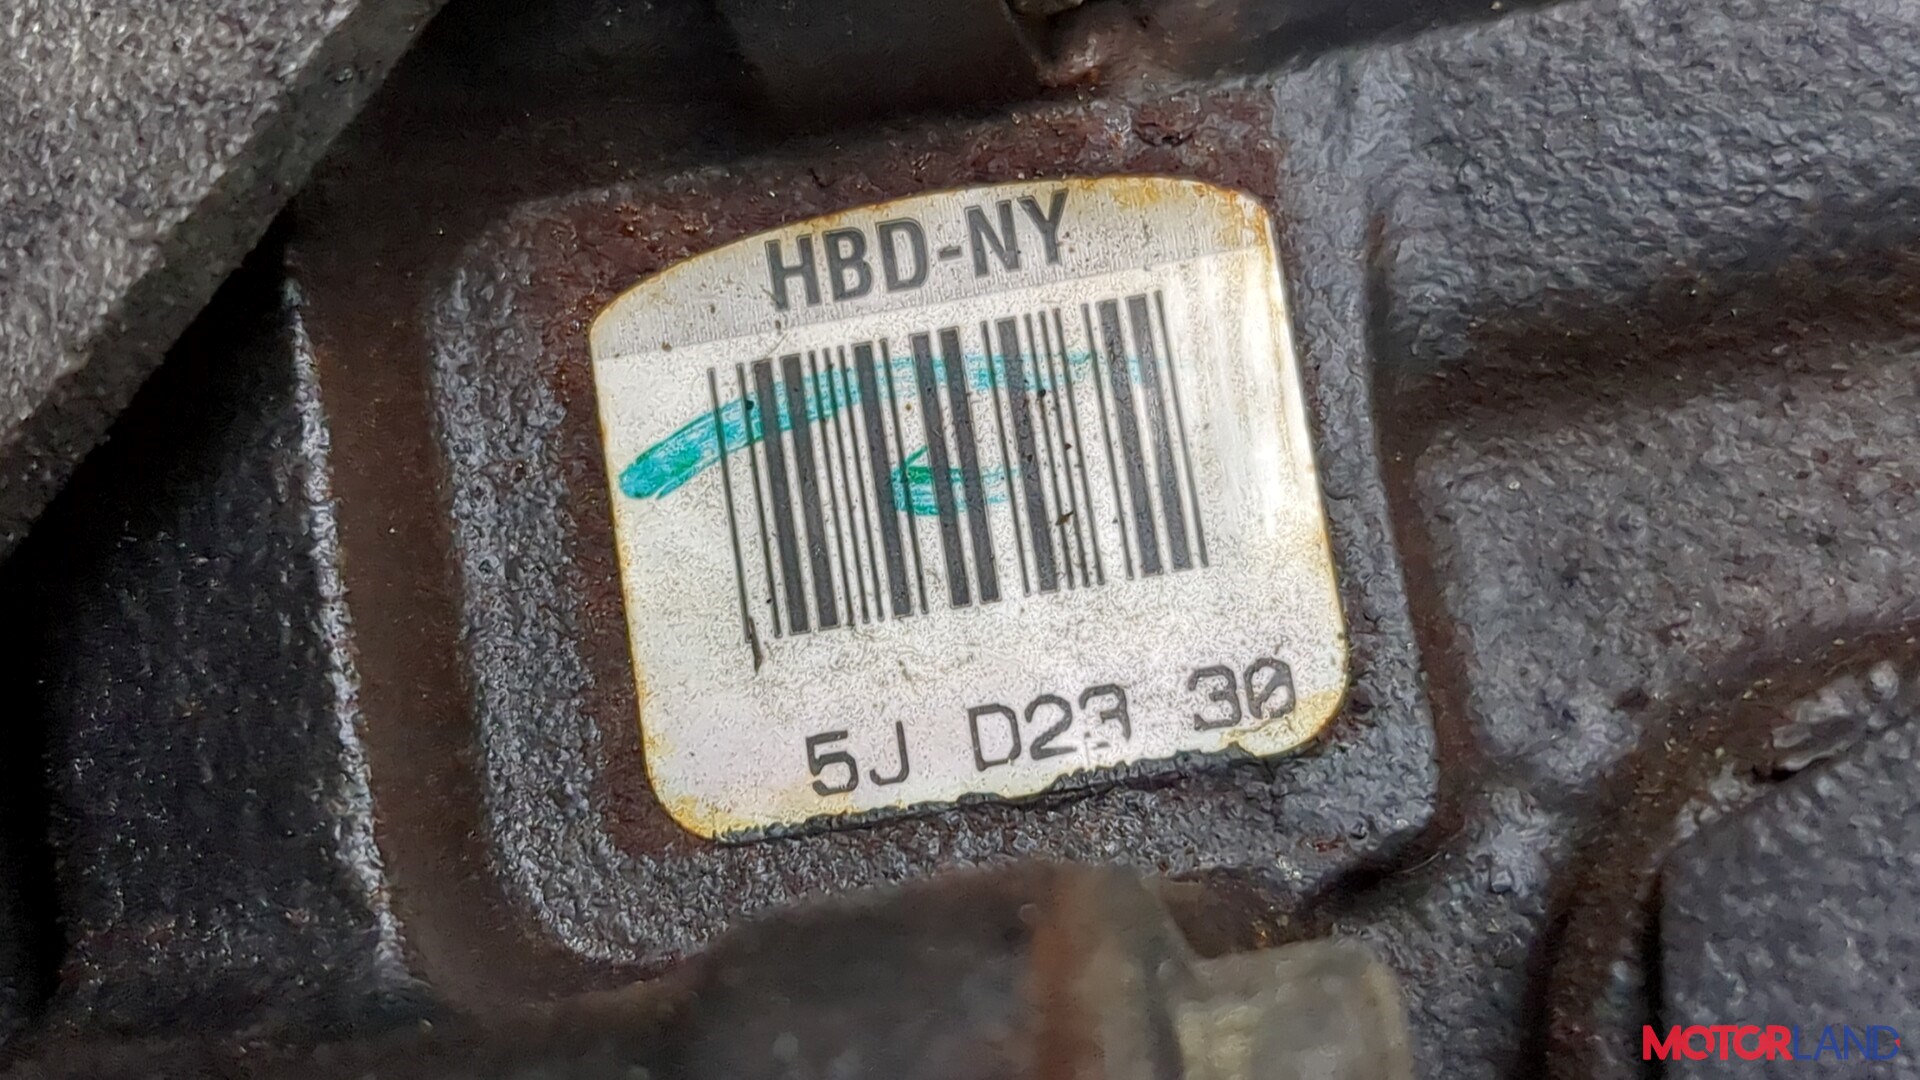 HBD-NY
5J D23 30
MOTORLAND